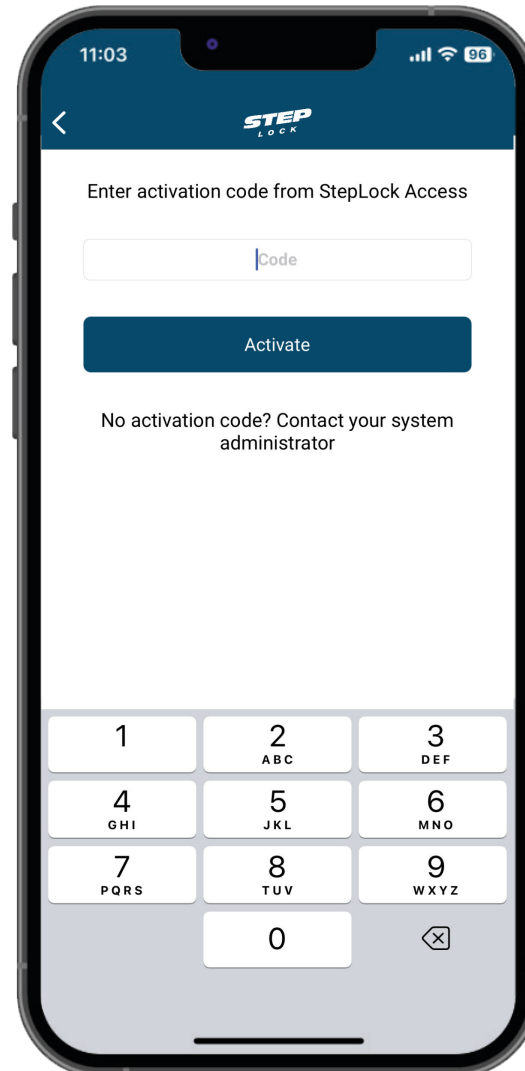 11:03
96
STEP
LOCK
Enter activation code from StepLock Access
Code
Activate
No activation code? Contact your system
administrator
1
2
3
ABC
DEF
4
5
6
GHI
JKL
MNO
7
8
9
PQRS
TUV
WXYZ
0